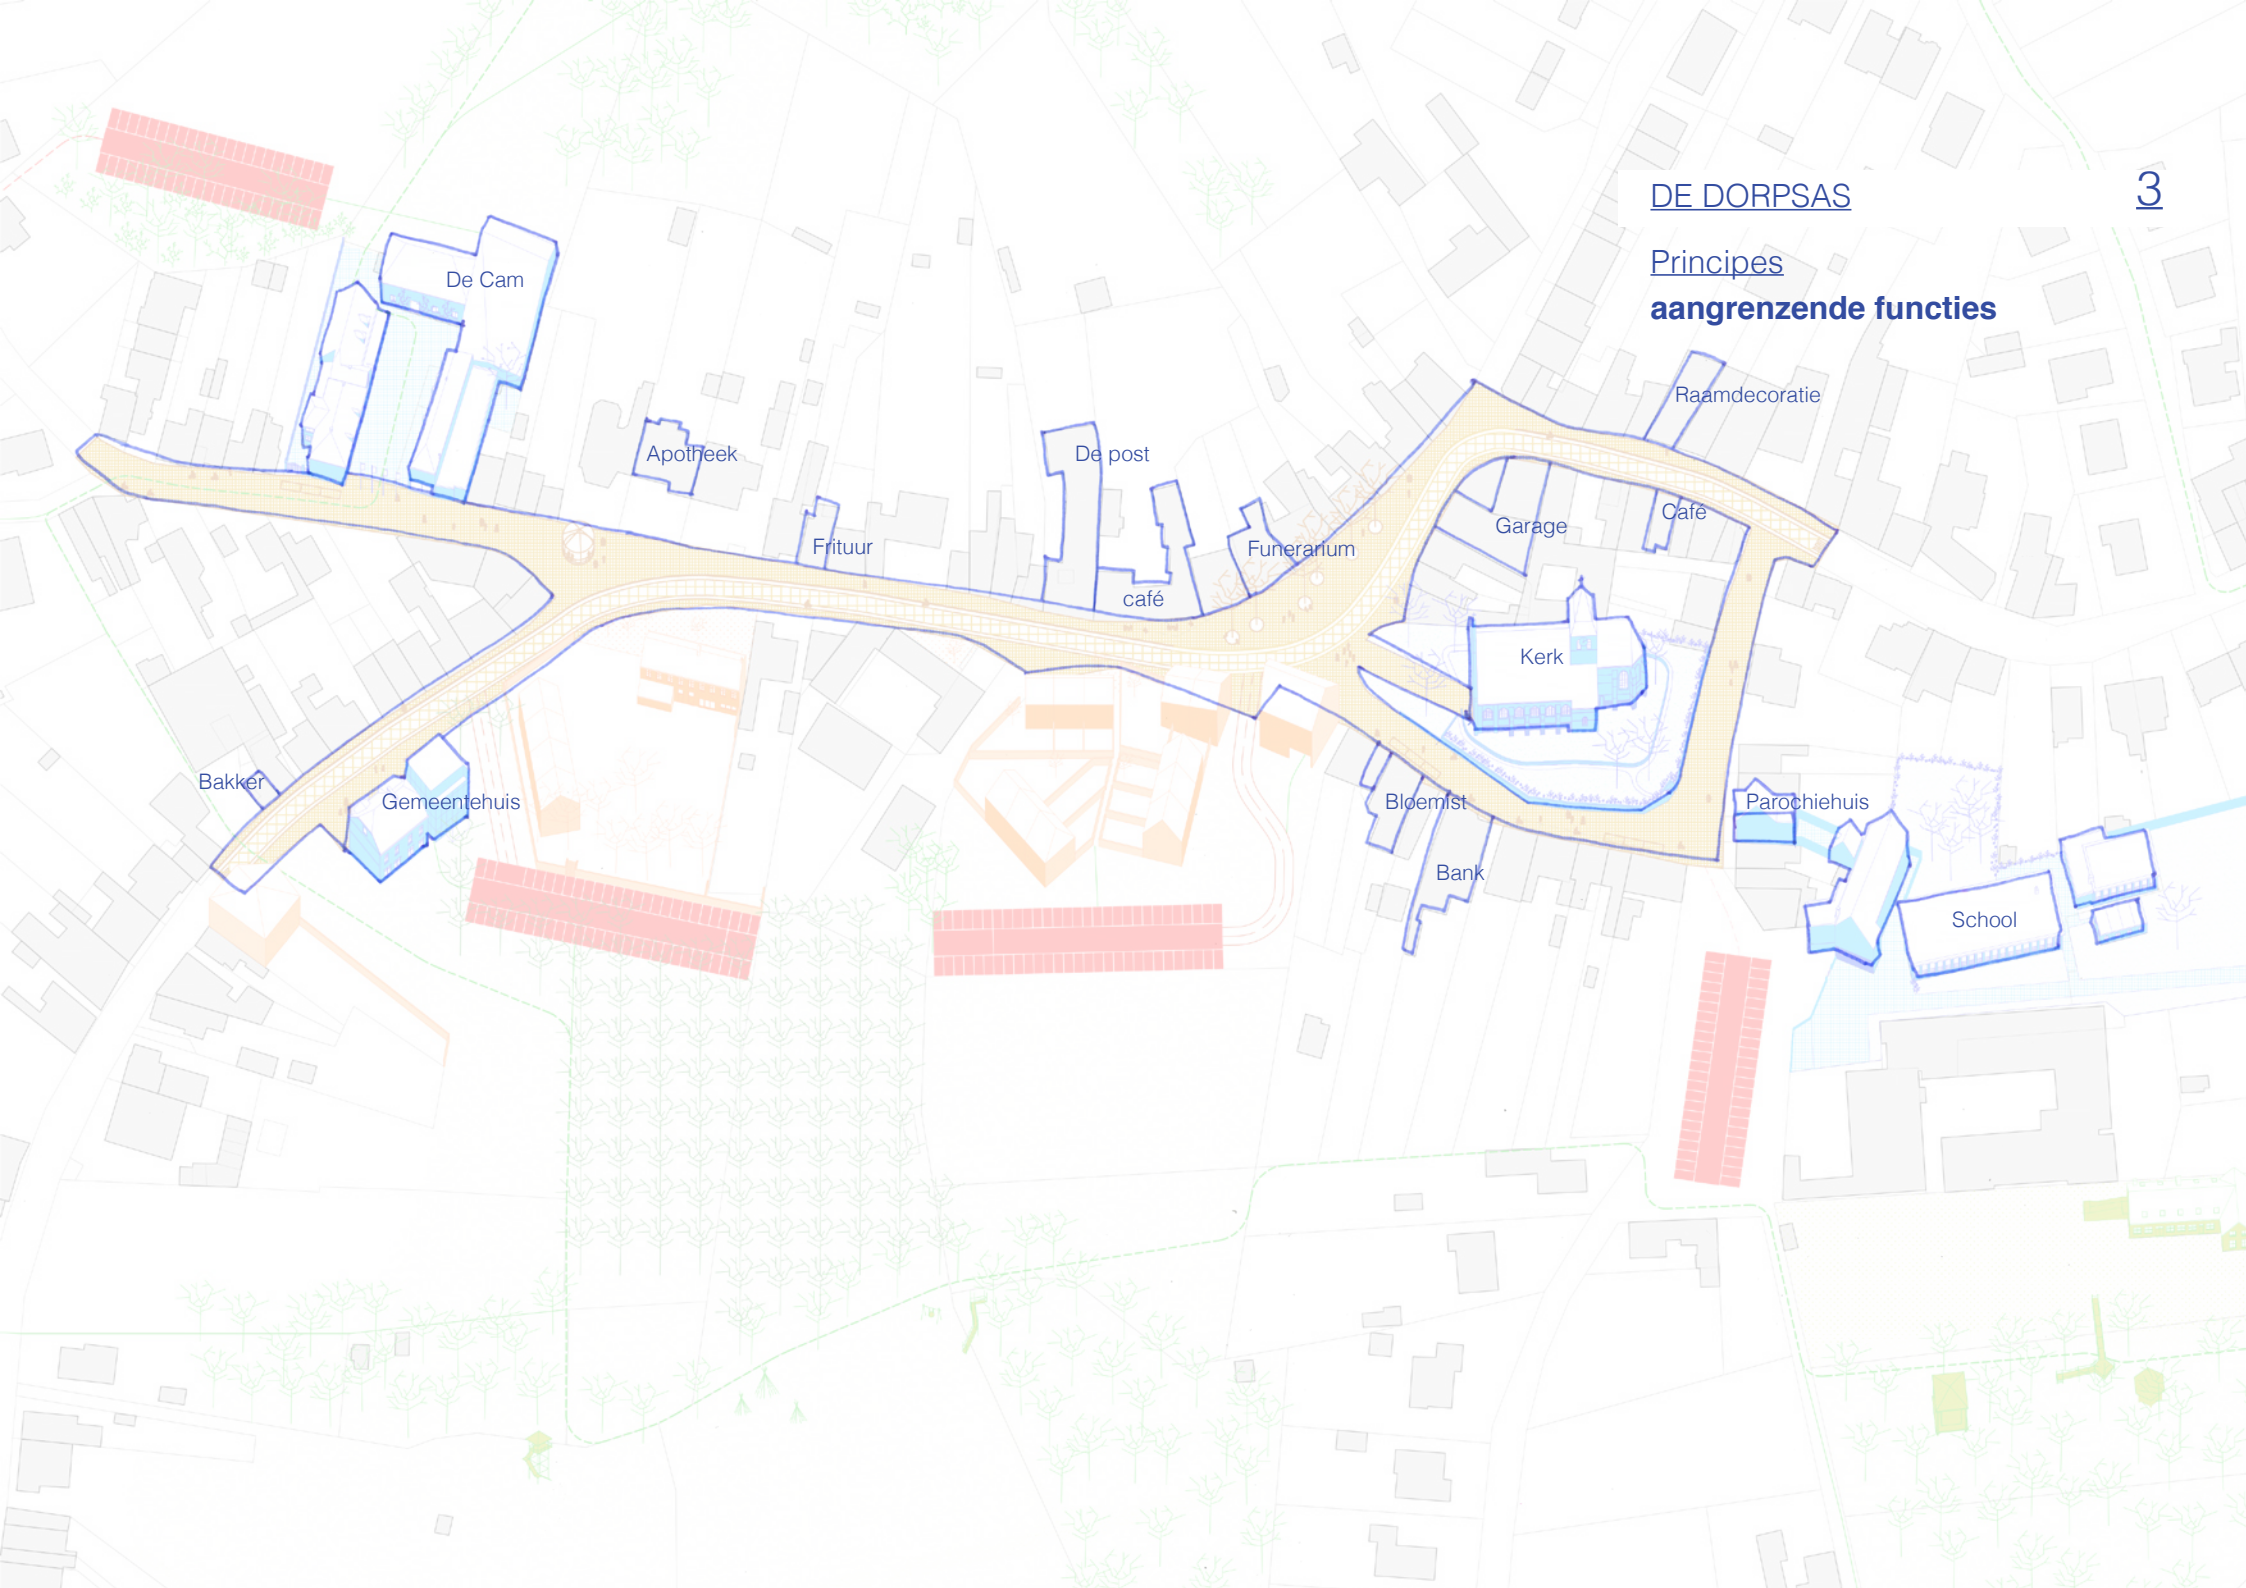 DE DORPSAS
3
Principes
aangrenzende functies
De Cam
Raamdecoratie
Apotheek
De post
Café
Garage
Frituur
Funerarium
café
Kerk
Bakker
Gemeentehuis
Bloemist
Parochiehuis
Bank
School